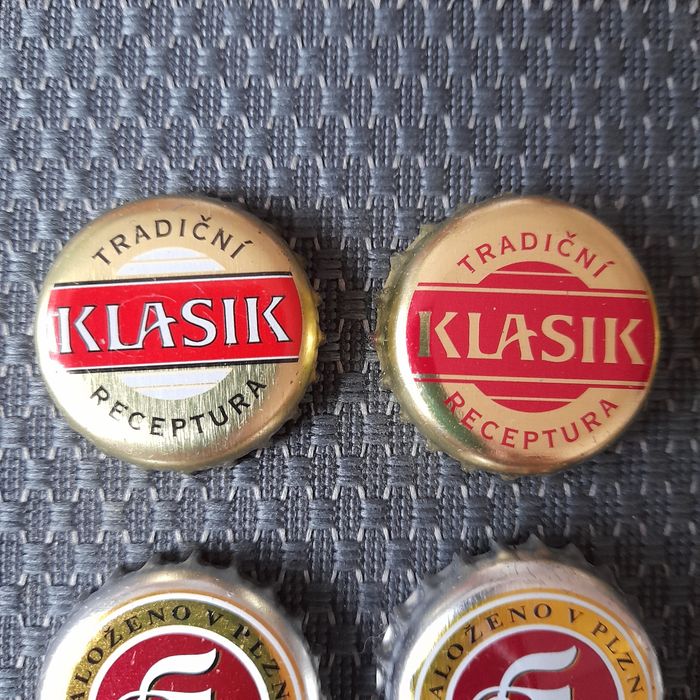 TRADIČNÍ
KLASIK
RECEPTURA
TRADIČNÍ
KLASIK
RECEPTURA
V
V